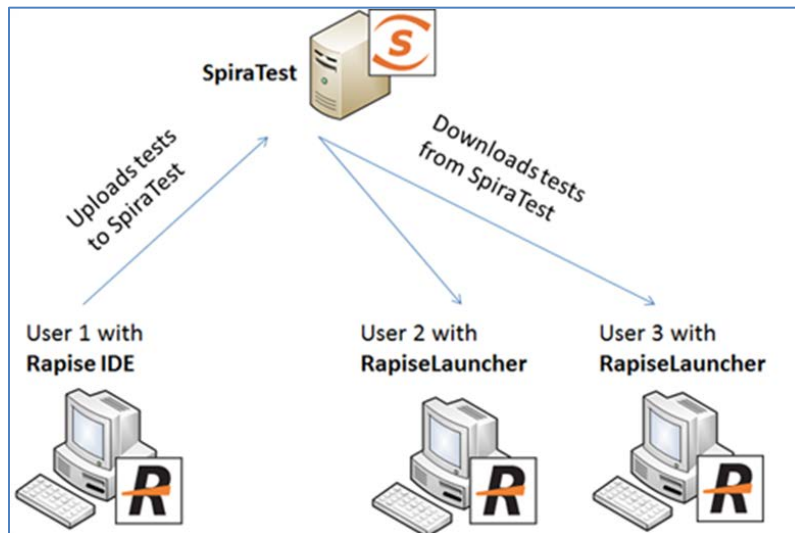 S
SpiraTest
Uploads tests
to SpiraTest
Downloads tests
from SpiraTest
User 1 with
Rapise IDE
User 2 with
RapiseLauncher
User 3 with
RapiseLauncher
R
R
R